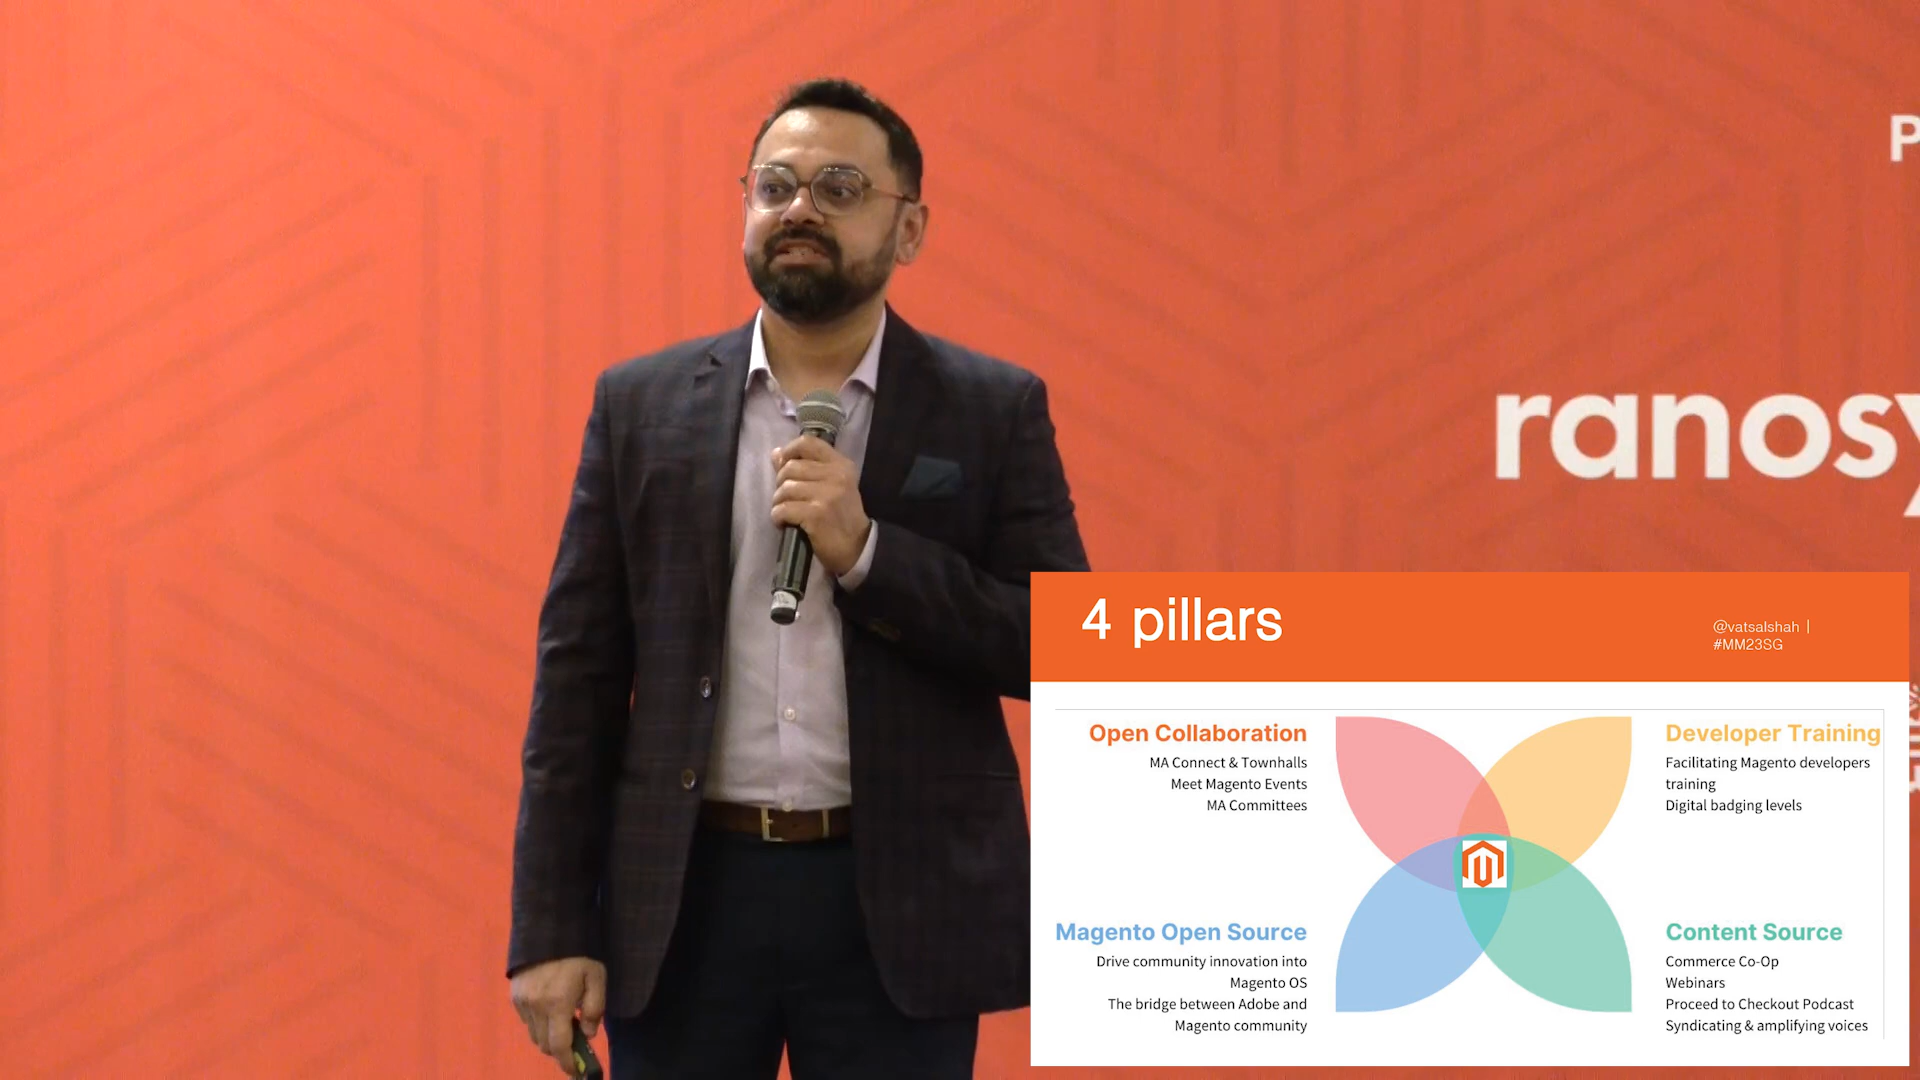 P
ranosy
4 pillars
@vatsalshah |
#MM23SG
Open Collaboration
MA Connect & Townhalls
Meet Magento Events
MA Committees
Developer Training
Facilitating Magento developers
training
Digital badging levels
Magento Open Source
Drive community innovation into
Magento OS
The bridge between Adobe and
Magento community
Content Source
Commerce Co-Op
Webinars
Proceed to Checkout Podcast
Syndicating & amplifying voices